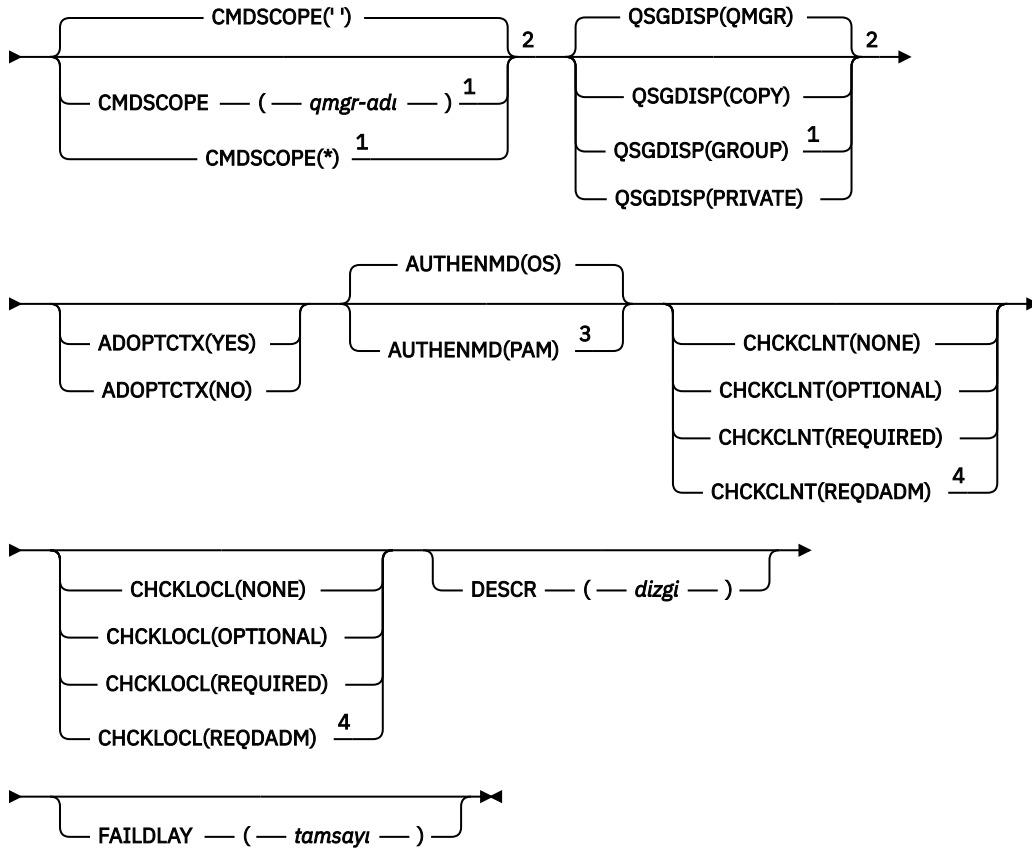 CMDSCOPE(' ') QSGDISP(QMGR)
2 2
CMDSCOPE ( qmgr-adı ) 1 QSGDISP(COPY)
CMDSCOPE(*) 1 QSGDISP(GROUP) 1
QSGDISP(PRIVATE)
AUTHENMD(OS)
ADOPTCTX(YES) AUTHENMD(PAM) 3 CHCKCLNT(NONE)
ADOPTCTX(NO) CHCKCLNT(OPTIONAL)
CHCKCLNT(REQUIRED)
CHCKCLNT(REQDADM) 4
CHCKLOCL(NONE) DESCR ( dizgi )
CHCKLOCL(OPTIONAL)
CHCKLOCL(REQUIRED)
CHCKLOCL(REQDADM) 4
FAILDLAY ( tamsayı )